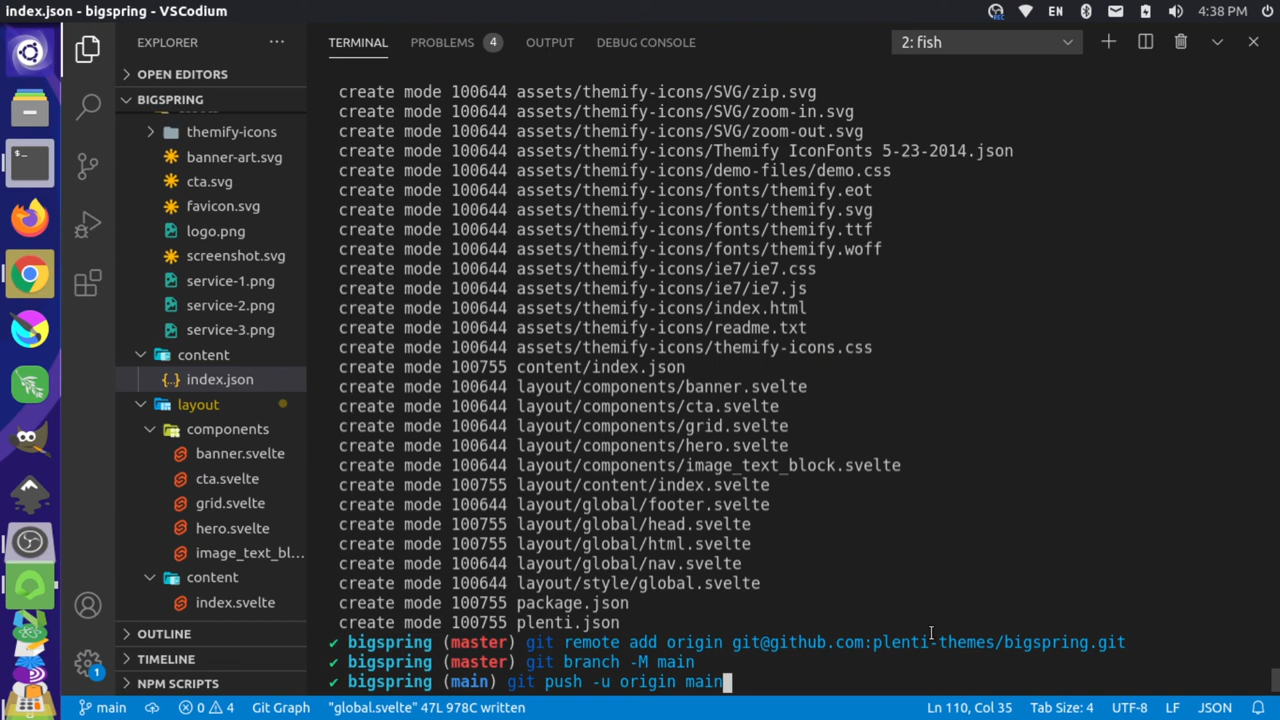 index.json - bigspring - VSCodium
EN
4:38 PM
EXPLORER
OPEN EDITORS
BIGSPRING
themify-icons
banner-art.svg
cta.svg
favicon.svg
logo.png
screenshot.svg
service-1.png
service-2.png
service-3.png
content
index.json
layout
components
banner.svelte
cta.svelte
grid.svelte
hero.svelte
image_text_bl...
content
index.svelte
OUTLINE
TIMELINE
NPM SCRIPTS
TERMINAL PROBLEMS 4 OUTPUT DEBUG CONSOLE 2: fish
create mode 100644 assets/themify-icons/SVG/zip.svg
create mode 100644 assets/themify-icons/SVG/zoom-in.svg
create mode 100644 assets/themify-icons/SVG/zoom-out.svg
create mode 100644 assets/themify-icons/Themify IconFonts 5-23-2014.json
create mode 100644 assets/themify-icons/demo-files/demo.css
create mode 100644 assets/themify-icons/fonts/themify.eot
create mode 100644 assets/themify-icons/fonts/themify.svg
create mode 100644 assets/themify-icons/fonts/themify.ttf
create mode 100644 assets/themify-icons/fonts/themify.woff
create mode 100644 assets/themify-icons/ie7/ie7.css
create mode 100644 assets/themify-icons/ie7/ie7.js
create mode 100644 assets/themify-icons/index.html
create mode 100644 assets/themify-icons/readme.txt
create mode 100644 assets/themify-icons/themify-icons.css
create mode 100755 content/index.json
create mode 100644 layout/components/banner.svelte
create mode 100644 layout/components/cta.svelte
create mode 100644 layout/components/grid.svelte
create mode 100644 layout/components/hero.svelte
create mode 100644 layout/components/image_text_block.svelte
create mode 100755 layout/content/index.svelte
create mode 100644 layout/global/footer.svelte
create mode 100755 layout/global/head.svelte
create mode 100755 layout/global/html.svelte
create mode 100644 layout/global/nav.svelte
create mode 100644 layout/style/global.svelte
create mode 100755 package.json
create mode 100755 plenti.json
✔ bigspring (master) git remote add origin git@github.com:plenti-themes/bigspring.git
✔ bigspring (master) git branch -M main
✔ bigspring (main) git push -u origin main
1
main 0 4 Git Graph "global.svelte" 47L 978C written Ln 110, Col 35 Tab Size: 4 UTF-8 LF JSON